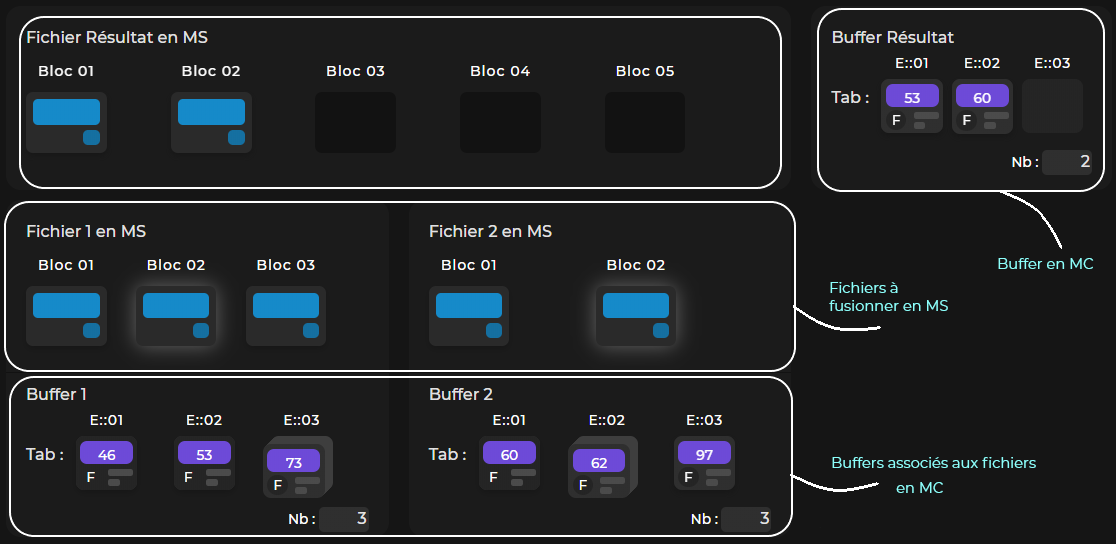 Fichier Résultat en MS
Bloc 01 Bloc 02 Bloc 03 Bloc 04 Bloc 05
Buffer Résultat
E::01 E::02 E::03
Tab : 53 60
F F
Nb : 2
Fichier 1 en MS
Bloc 01 Bloc 02 Bloc 03
Fichier 2 en MS
Bloc 01 Bloc 02
Buffer en MC
Fichiers à
fusionner en MS
Buffer 1
E::01 E::02 E::03
Tab : 46 53 73
F F F
Nb : 3
Buffer 2
E::01 E::02 E::03
Tab : 60 62 97
F F F
Nb : 3
Buffers associés aux fichiers
en MC